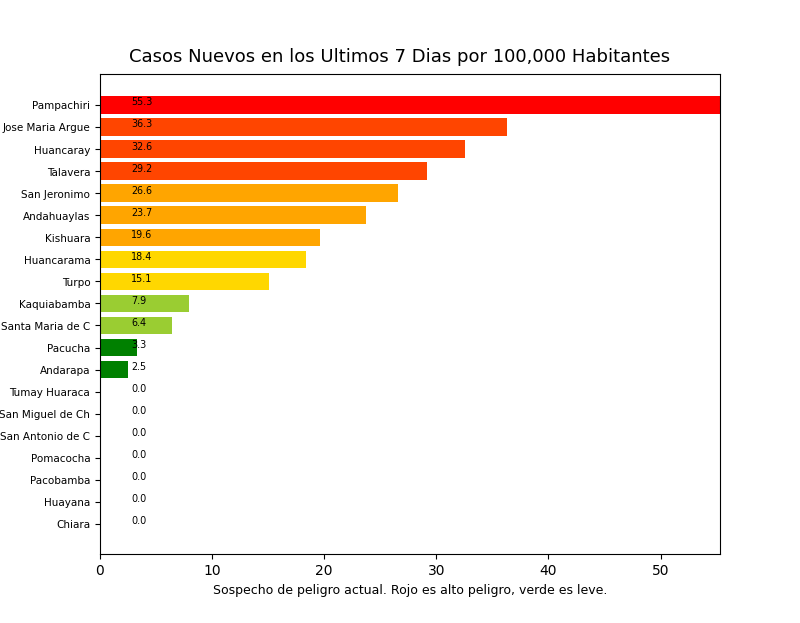 Casos Nuevos en los Ultimos 7 Dias por 100,000 Habitantes
Pampachiri 55.3
Jose Maria Argue 36.3
Huancaray 32.6
Talavera 29.2
San Jeronimo 26.6
Andahuaylas 23.7
Kishuara 19.6
Huancarama 18.4
Turpo 15.1
Kaquiabamba 7.9
Santa Maria de C 6.4
Pacucha 3.3
Andarapa 2.5
Tumay Huaraca 0.0
San Miguel de Ch 0.0
San Antonio de C 0.0
Pomacocha 0.0
Pacobamba 0.0
Huayana 0.0
Chiara 0.0
0 10 20 30 40 50
Sospecho de peligro actual. Rojo es alto peligro, verde es leve.